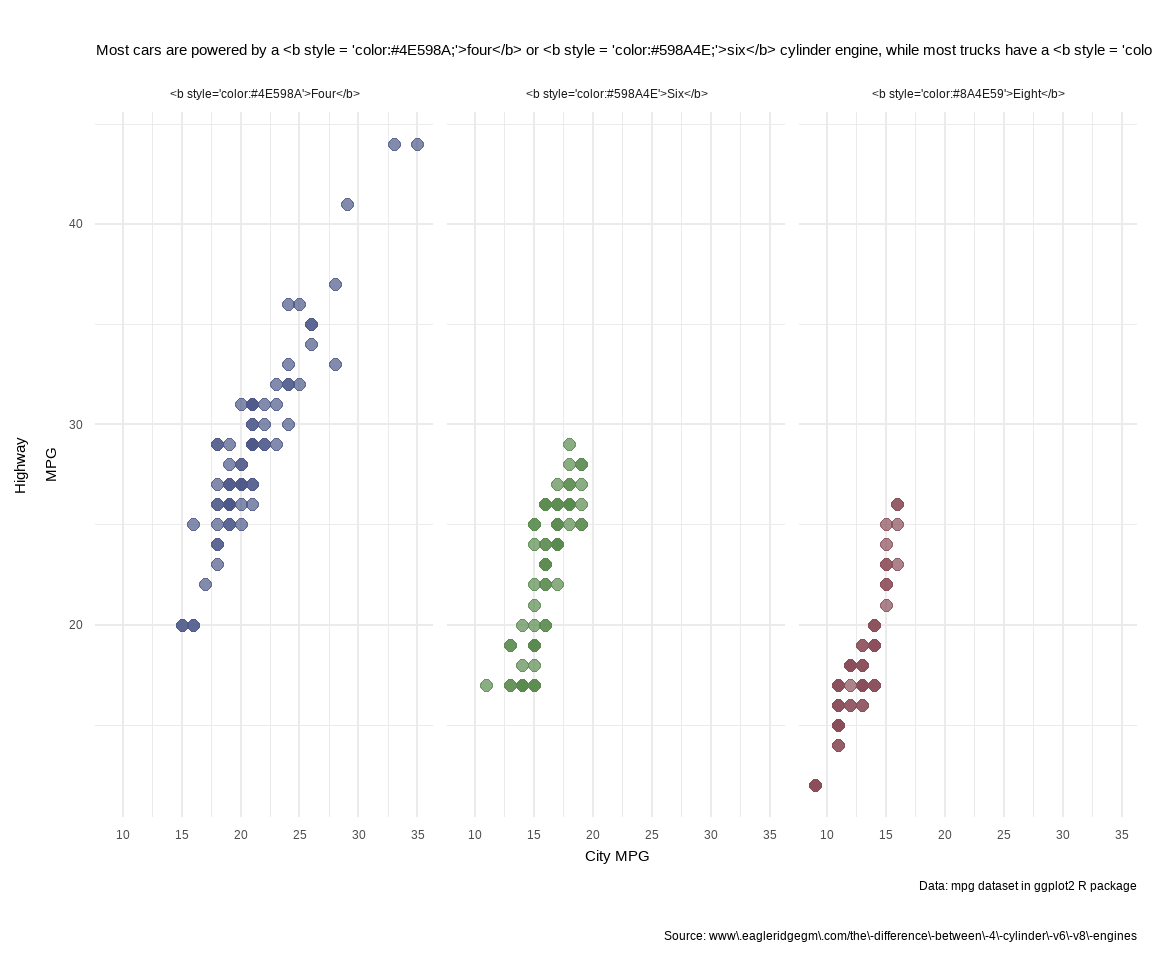 Most cars are powered by a <b style = 'color:#4E598A;'>four</b> or <b style = 'color:#598A4E;'>six</b> cylinder engine, while most trucks have a <b style = 'colo
<b style='color:#4E598A'>Four</b>
<b style='color:#598A4E'>Six</b>
<b style='color:#8A4E59'>Eight</b>
40
30
20
Highway
MPG
10 15 20 25 30 35
10 15 20 25 30 35
10 15 20 25 30 35
City MPG
Data: mpg dataset in ggplot2 R package
Source: www\.eagleridgegm\.com/the\-difference\-between\-4\-cylinder\-v6\-v8\-engines